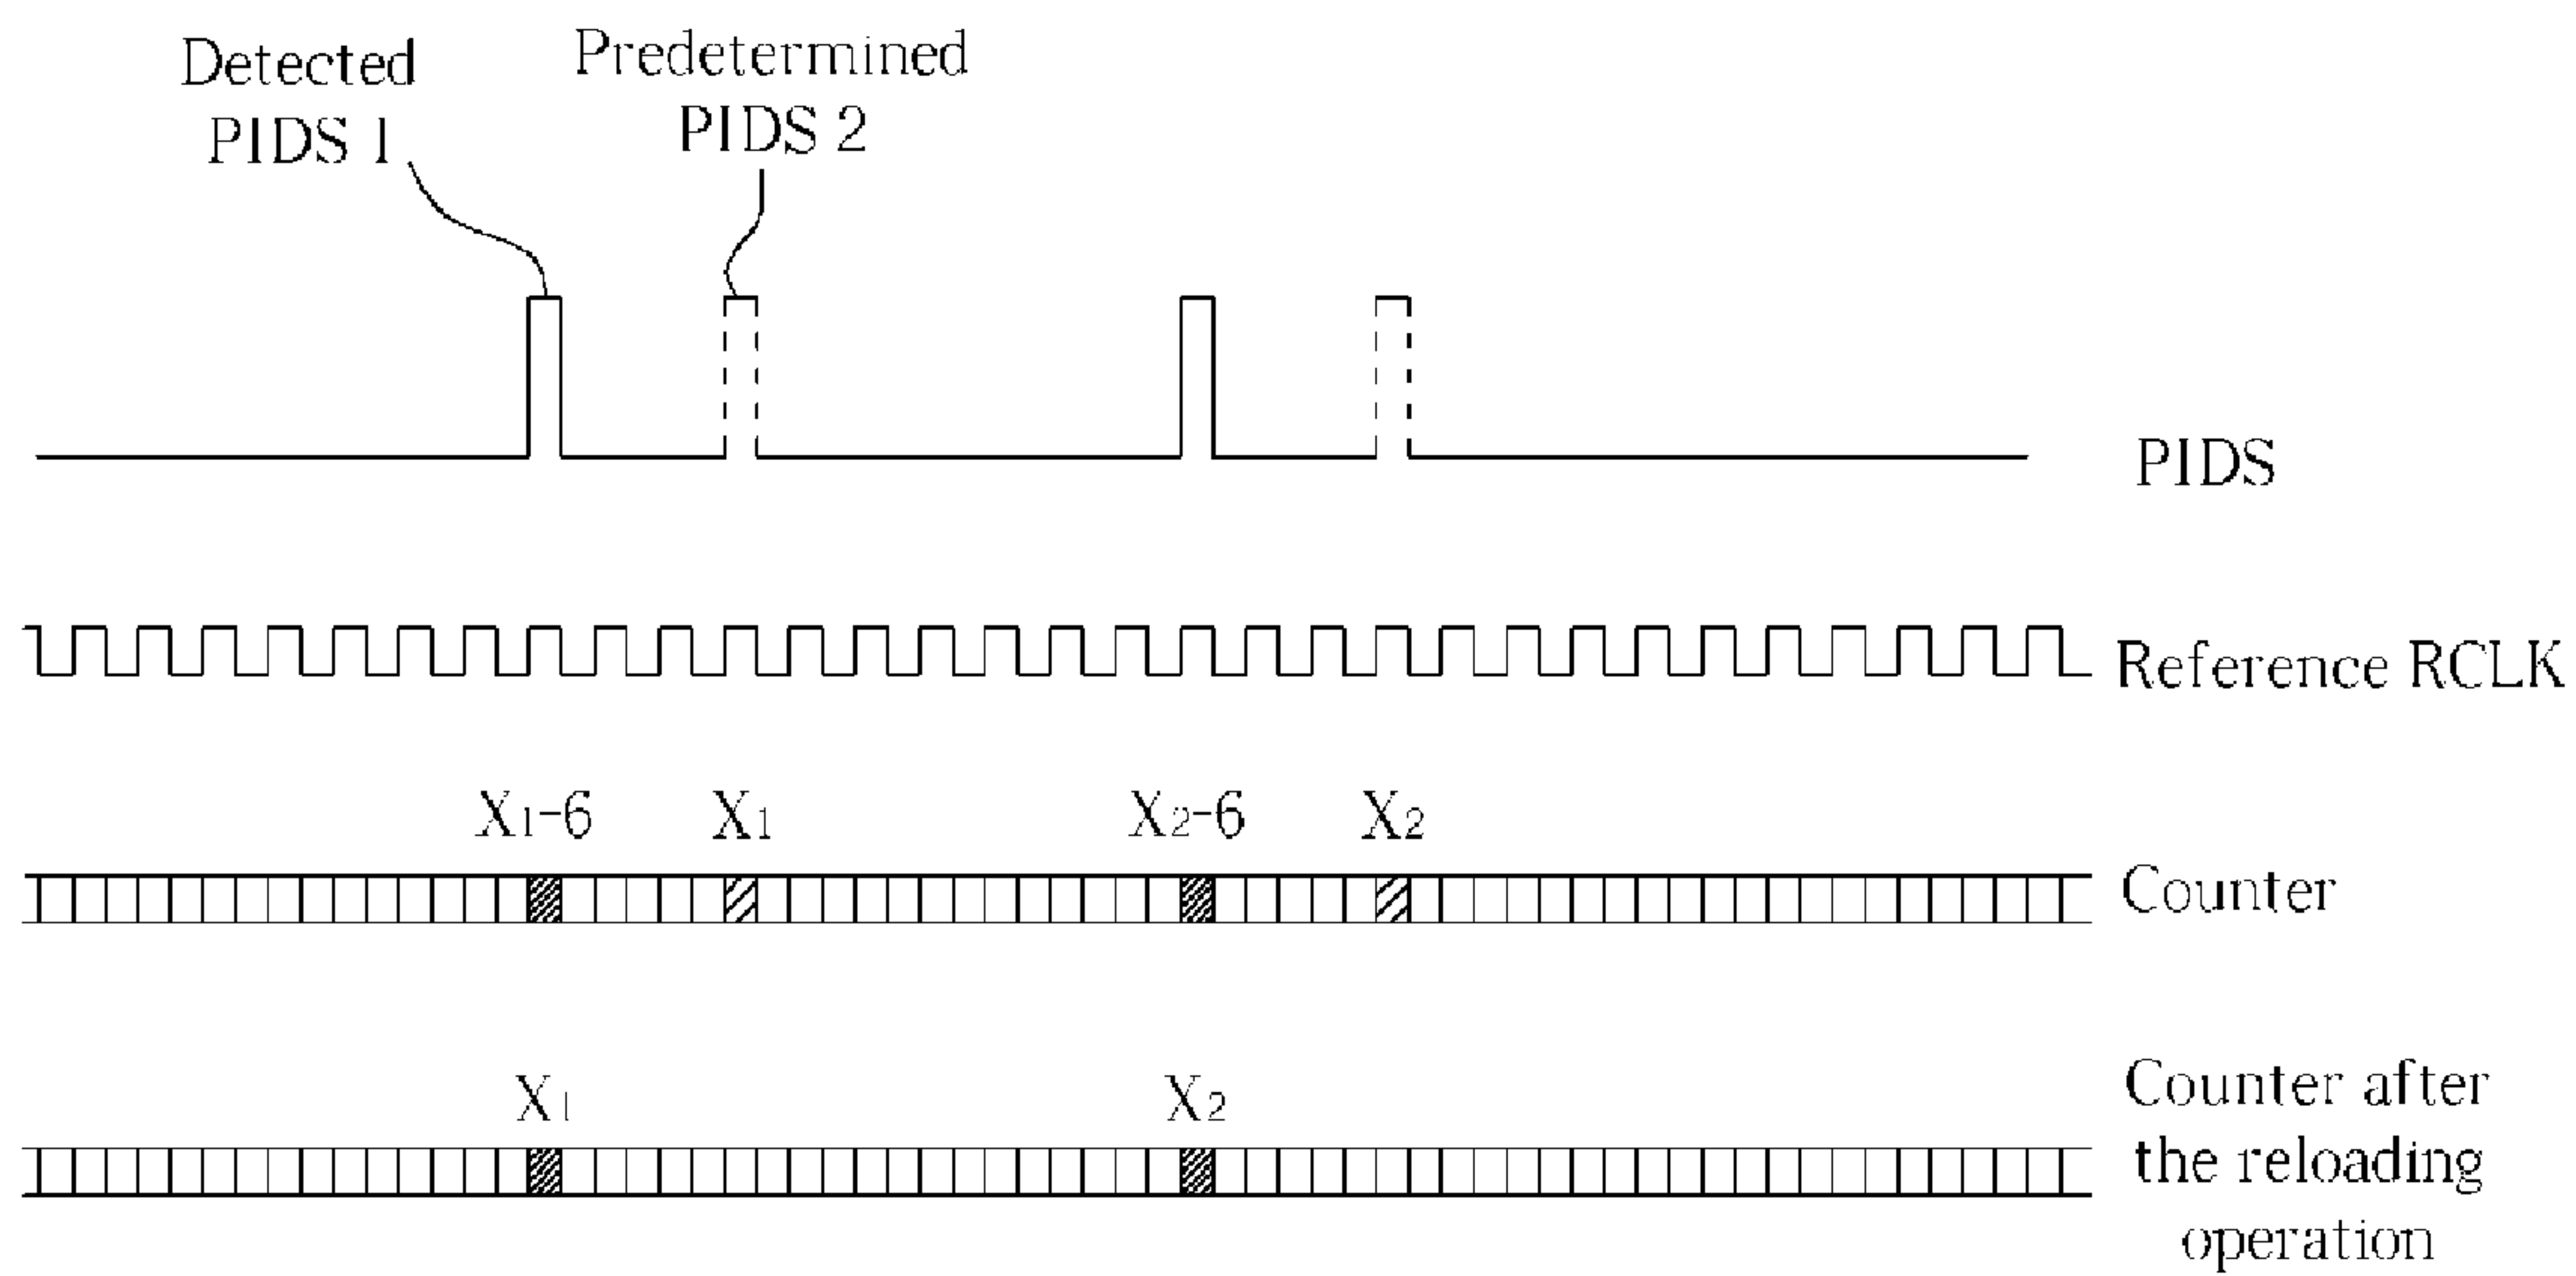 Detected
PIDS 1
Predetermined
PIDS 2
PIDS
Reference RCLK
X1-6
X1
X2-6
X2
Counter
X1
X2
Counter after
the reloading
operation